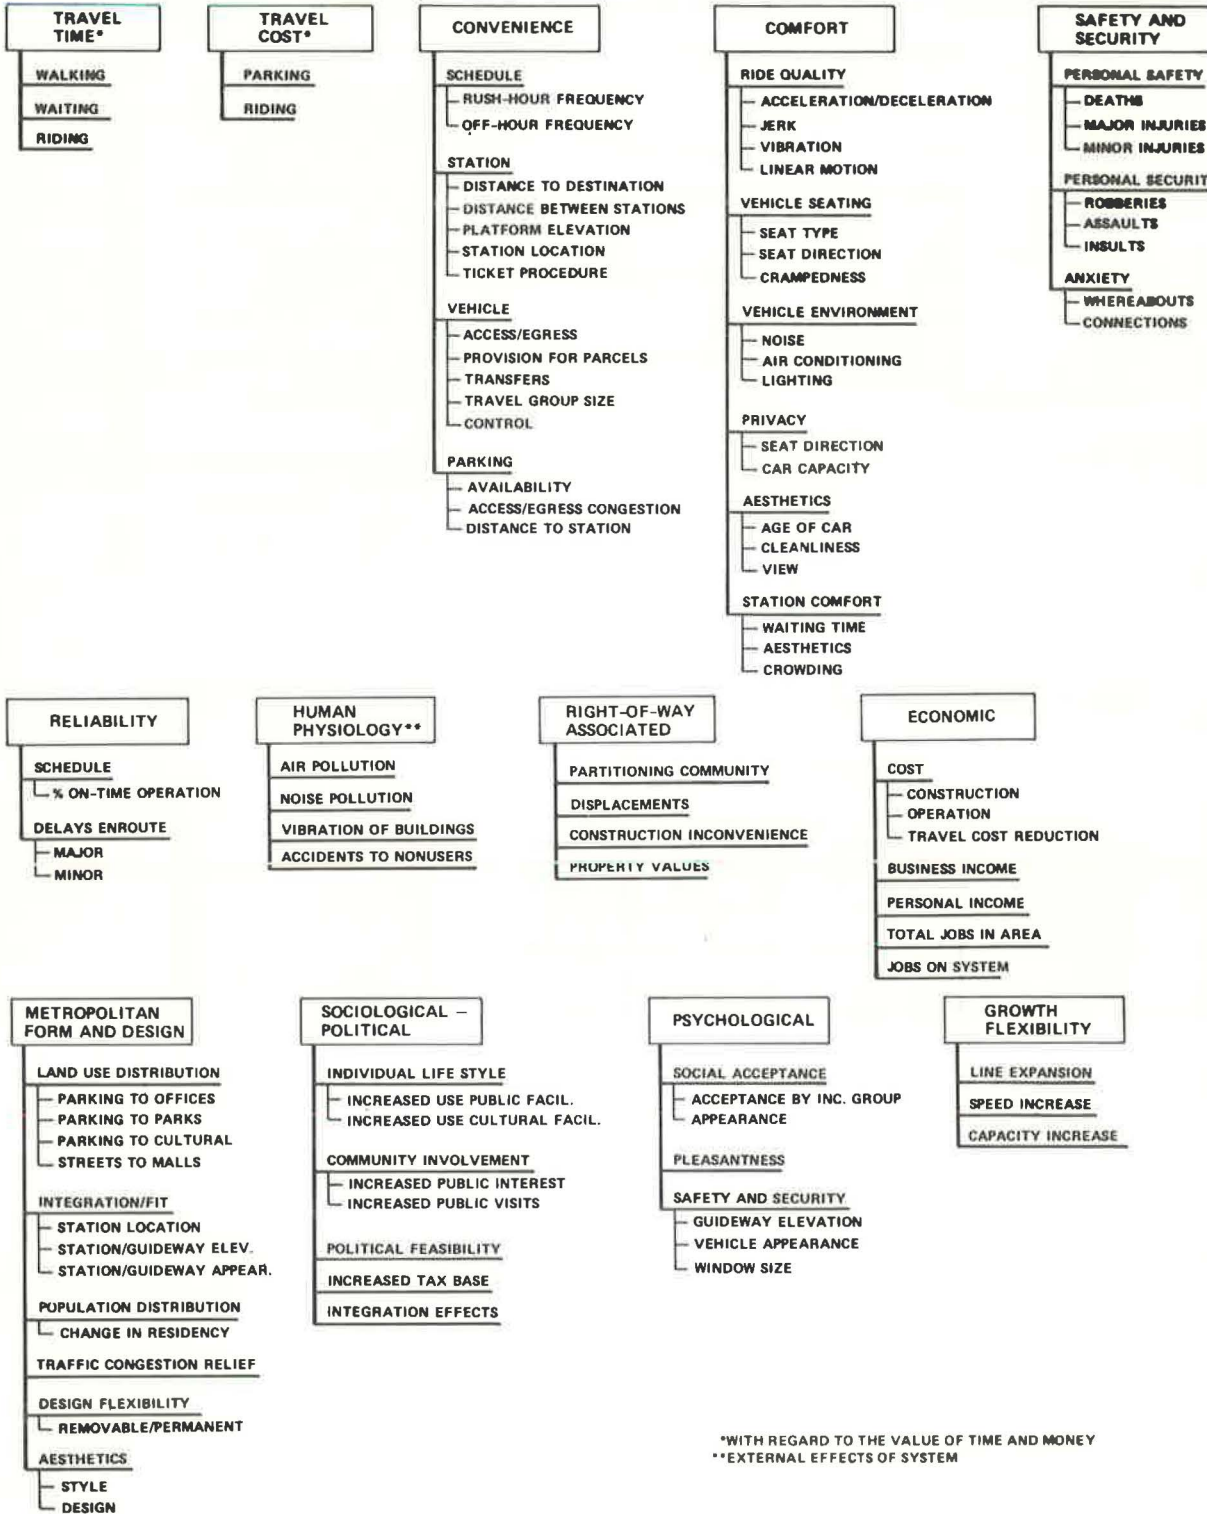 TRAVEL
TIME*
WALKING
WAITING
RIDING
TRAVEL
COST*
PARKING
RIDING
CONVENIENCE
SCHEDULE
RUSH-HOUR FREQUENCY
OFF-HOUR FREQUENCY
STATION
DISTANCE TO DESTINATION
DISTANCE BETWEEN STATIONS
PLATFORM ELEVATION
STATION LOCATION
TICKET PROCEDURE
VEHICLE
ACCESS/EGRESS
PROVISION FOR PARCELS
TRANSFERS
TRAVEL GROUP SIZE
CONTROL
PARKING
AVAILABILITY
ACCESS/EGRESS CONGESTION
DISTANCE TO STATION
COMFORT
RIDE QUALITY
ACCELERATION/DECELERATION
JERK
VIBRATION
LINEAR MOTION
VEHICLE SEATING
SEAT TYPE
SEAT DIRECTION
CRAMPEDNESS
VEHICLE ENVIRONMENT
NOISE
AIR CONDITIONING
LIGHTING
PRIVACY
SEAT DIRECTION
CAR CAPACITY
AESTHETICS
AGE OF CAR
CLEANLINESS
VIEW
STATION COMFORT
WAITING TIME
AESTHETICS
CROWDING
SAFETY AND
SECURITY
PERSONAL SAFETY
DEATHS
MAJOR INJURIES
MINOR INJURIES
PERSONAL SECURIT
ROBBERIES
ASSAULTS
INSULTS
ANXIETY
WHEREABOUTS
CONNECTIONS
RELIABILITY
SCHEDULE
% ON-TIME OPERATION
DELAYS ENROUTE
MAJOR
MINOR
HUMAN
PHYSIOLOGY**
AIR POLLUTION
NOISE POLLUTION
VIBRATION OF BUILDINGS
ACCIDENTS TO NONUSERS
RIGHT-OF-WAY
ASSOCIATED
PARTITIONING COMMUNITY
DISPLACEMENTS
CONSTRUCTION INCONVENIENCE
PROPERTY VALUES
ECONOMIC
COST
CONSTRUCTION
OPERATION
TRAVEL COST REDUCTION
BUSINESS INCOME
PERSONAL INCOME
TOTAL JOBS IN AREA
JOBS ON SYSTEM
METROPOLITAN
FORM AND DESIGN
LAND USE DISTRIBUTION
PARKING TO OFFICES
PARKING TO PARKS
PARKING TO CULTURAL
STREETS TO MALLS
INTEGRATION/FIT
STATION LOCATION
STATION/GUIDEWAY ELEV.
STATION/GUIDEWAY APPEAR.
POPULATION DISTRIBUTION
CHANGE IN RESIDENCY
TRAFFIC CONGESTION RELIEF
DESIGN FLEXIBILITY
REMOVABLE/PERMANENT
AESTHETICS
STYLE
DESIGN
SOCIOLOGICAL –
POLITICAL
INDIVIDUAL LIFE STYLE
INCREASED USE PUBLIC FACIL.
INCREASED USE CULTURAL FACIL.
COMMUNITY INVOLVEMENT
INCREASED PUBLIC INTEREST
INCREASED PUBLIC VISITS
POLITICAL FEASIBILITY
INCREASED TAX BASE
INTEGRATION EFFECTS
PSYCHOLOGICAL
SOCIAL ACCEPTANCE
ACCEPTANCE BY INC. GROUP
APPEARANCE
PLEASANTNESS
SAFETY AND SECURITY
GUIDEWAY ELEVATION
VEHICLE APPEARANCE
WINDOW SIZE
GROWTH
FLEXIBILITY
LINE EXPANSION
SPEED INCREASE
CAPACITY INCREASE
*WITH REGARD TO THE VALUE OF TIME AND MONEY
**EXTERNAL EFFECTS OF SYSTEM